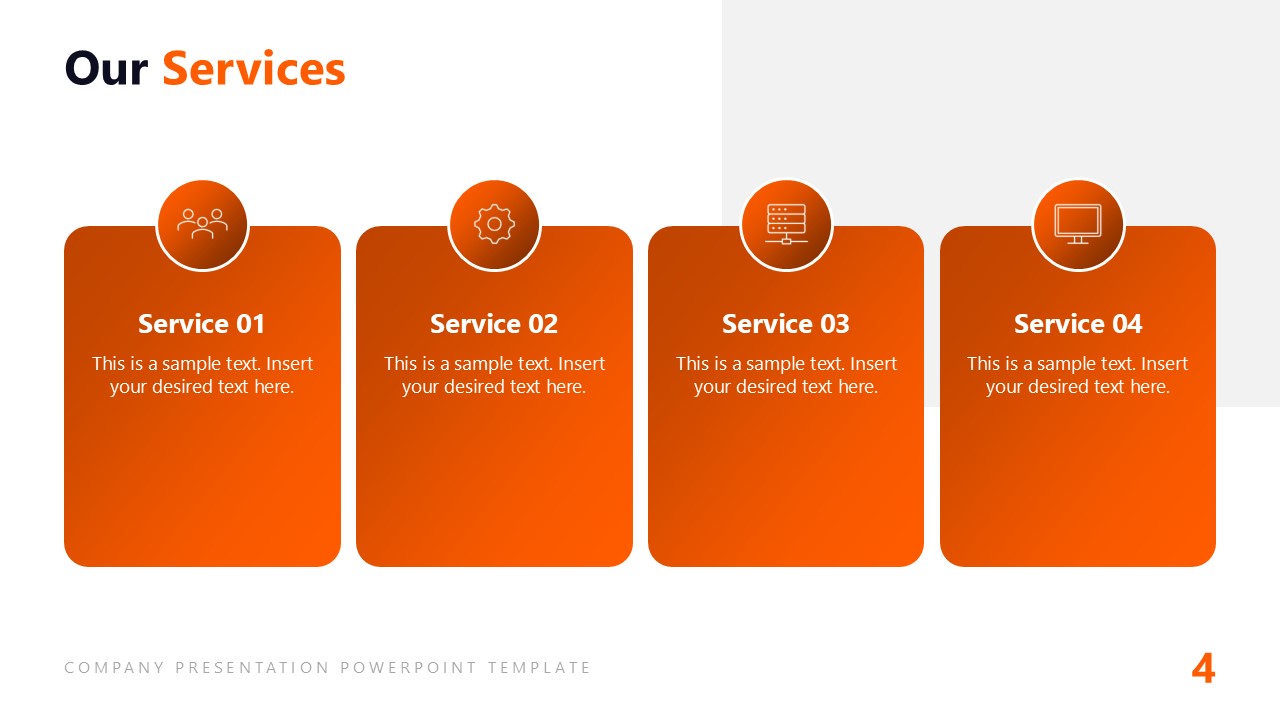 Our Services
Service 01
This is a sample text. Insert
your desired text here.
Service 02
This is a sample text. Insert
your desired text here.
Service 03
This is a sample text. Insert
your desired text here.
Service 04
This is a sample text. Insert
your desired text here.
COMPANY PRESENTATION POWERPOINT TEMPLATE
4